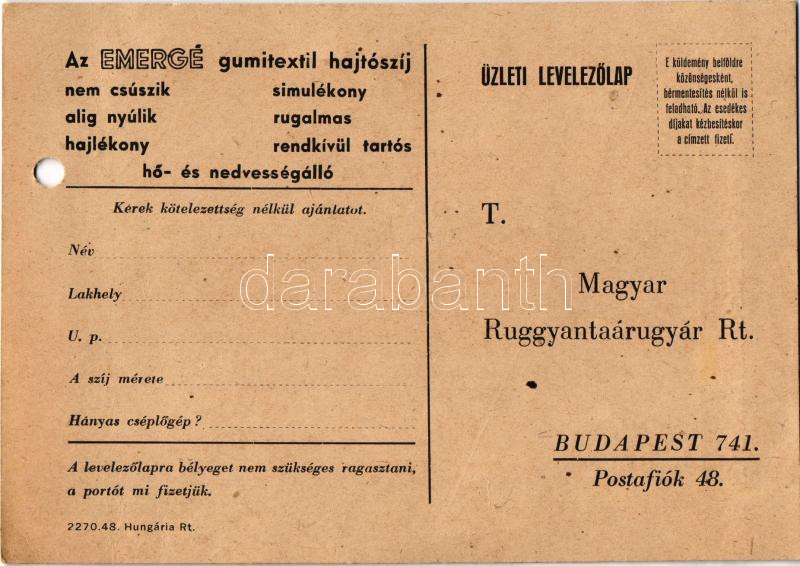 Az EMERGÉ gumitextil hajtószíj
nem csúszik simulékony
alig nyúlik rugalmas
hajlékony rendkívül tartós
hő- és nedvességálló
Kérek kötelezettség nélkül ajánlatot.
Név
Lakhely
U. p.
A szíj mérete
Hányas cséplőgép?
A levelezőlapra bélyeget nem szükséges ragasztani,
a portót mi fizetjük.
2270.48. Hungária Rt.
ÜZLETI LEVELEZŐLAP
E küldemény belföldre
közönségesként,
bérmentesítés nélkül is
feladható. Az esedékes
díjakat kézbesítéskor
a címzett fizeti.
T.
Magyar
Ruggyantaárugyár Rt.
BUDAPEST 741.
Postafiók 48.
darabanth